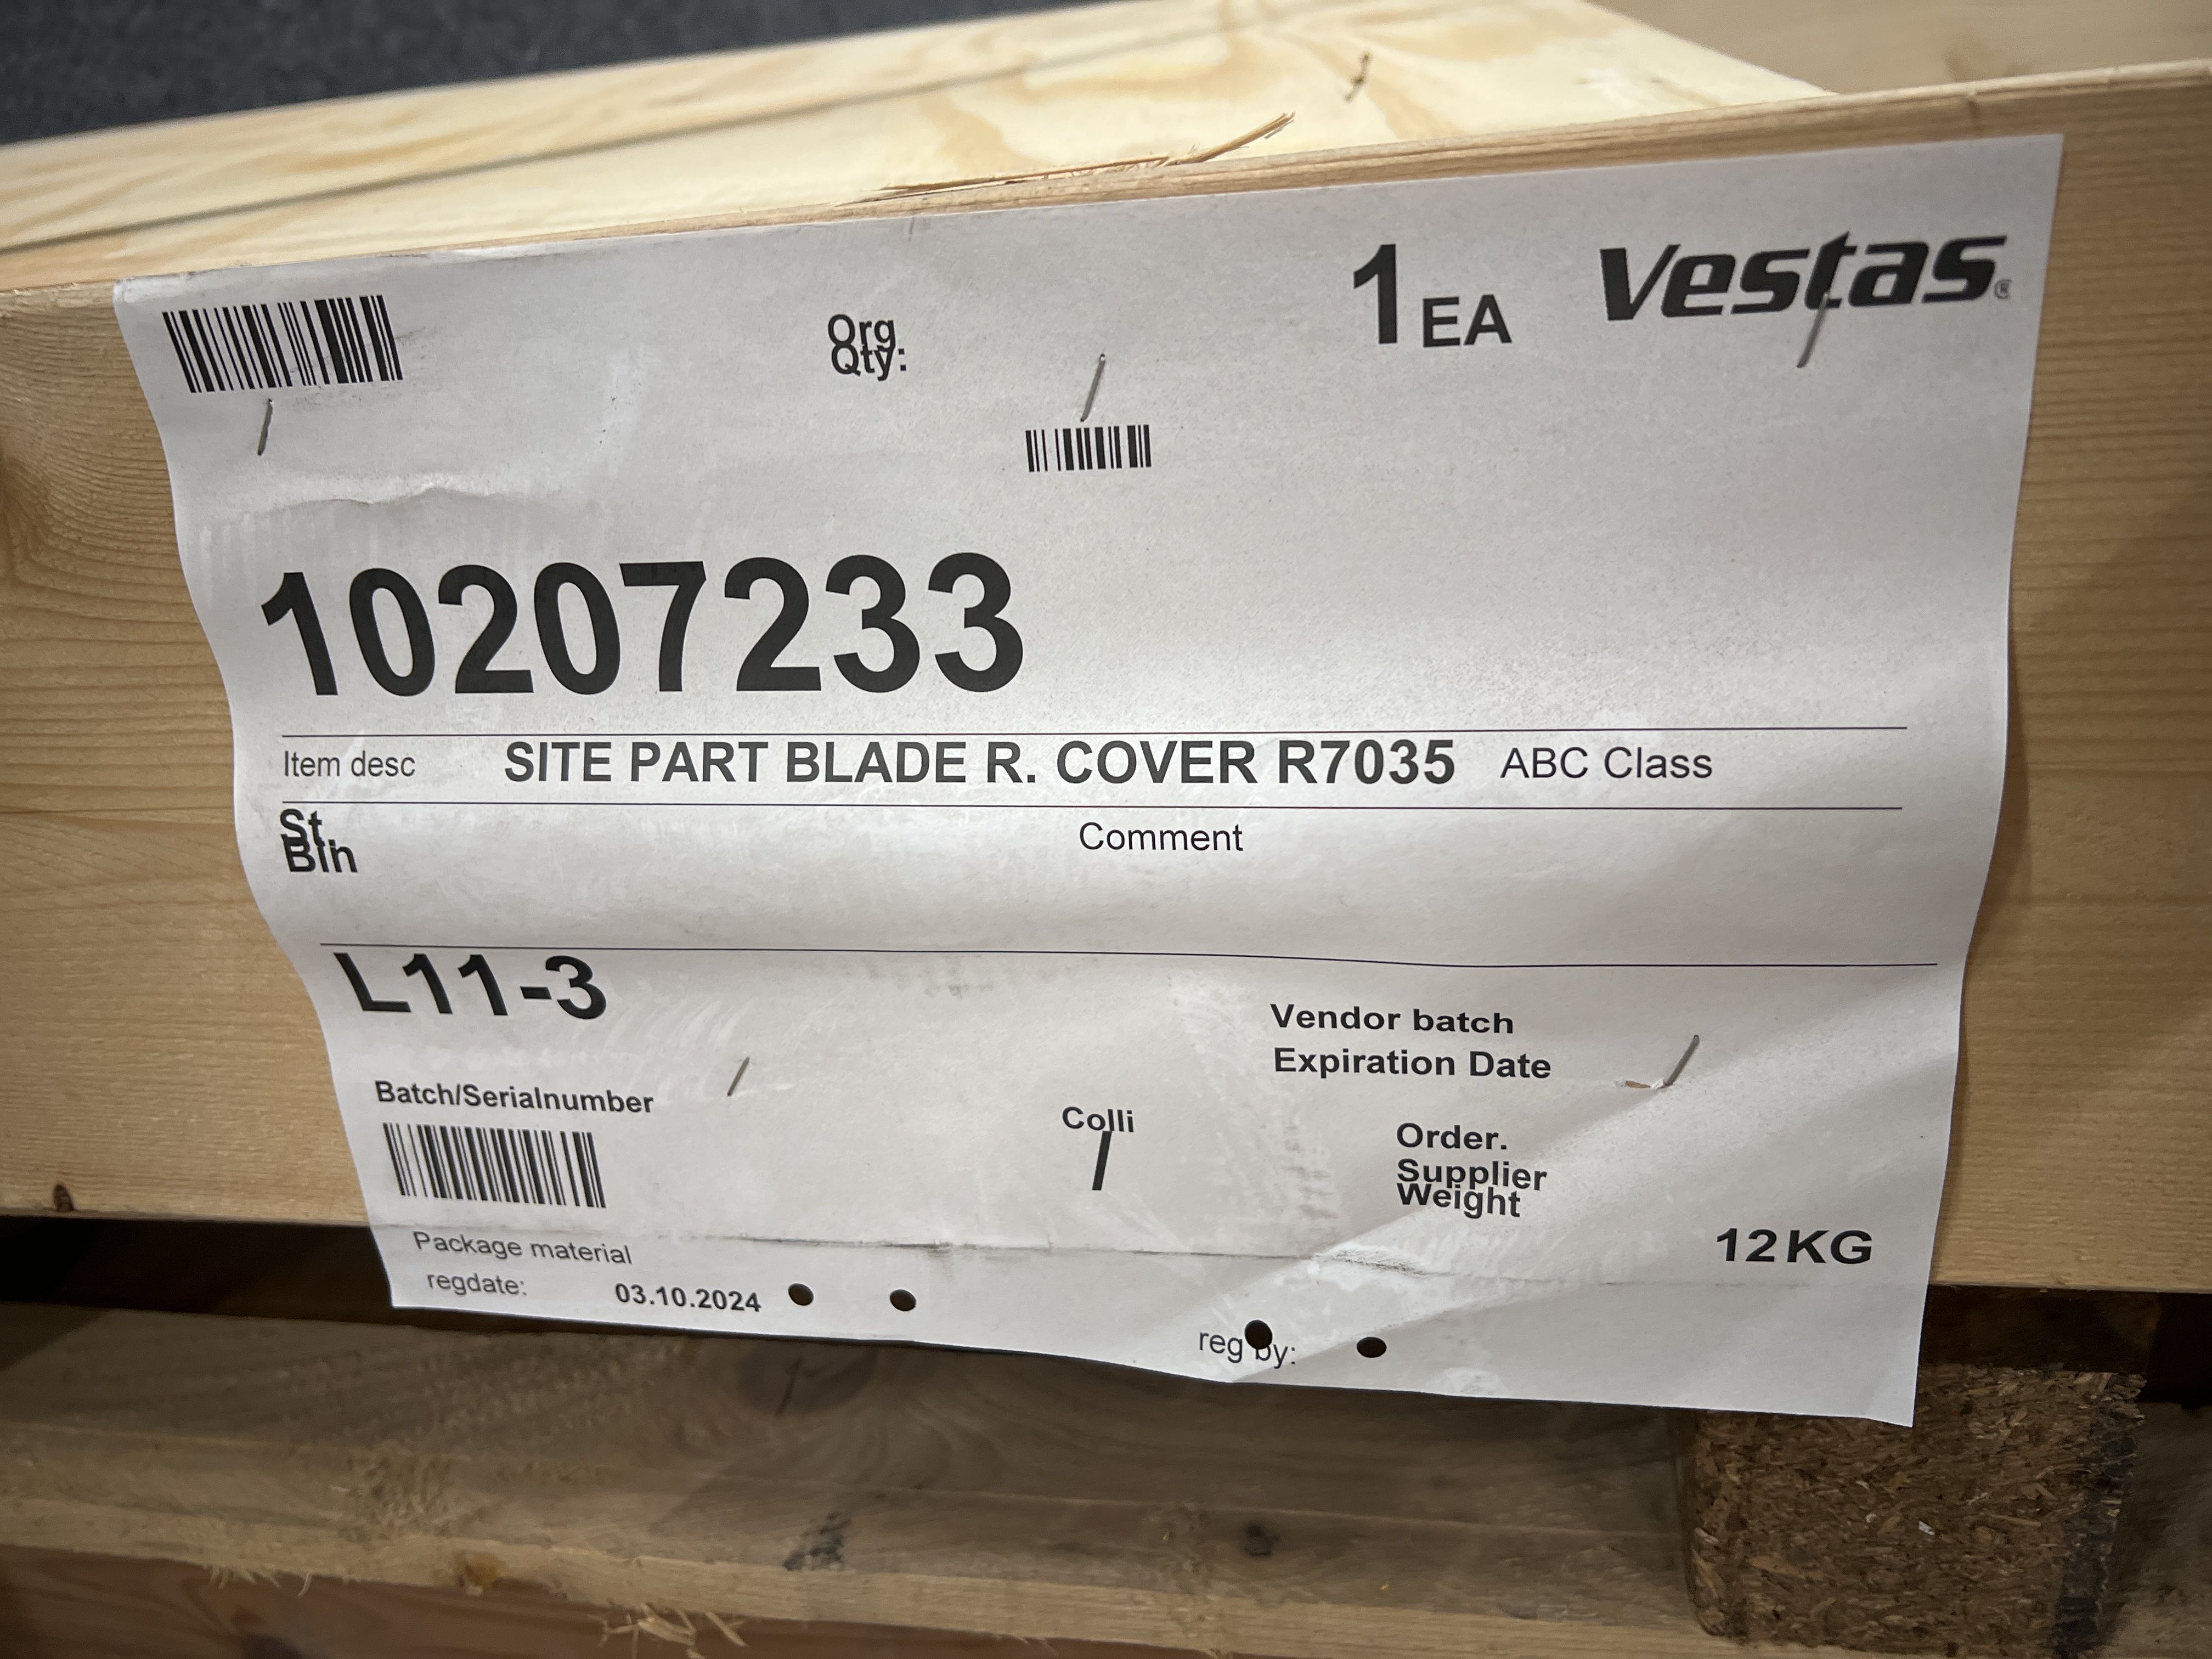 Org.
Qty:
1 EA
Vestas®
10207233
Item desc SITE PART BLADE R. COVER R7035 ABC Class
St.
Bin
Comment
L11-3
Vendor batch
Expiration Date
Batch/Serialnumber
Colli
/
Order.
Supplier
Weight
12 KG
Package material
regdate: 03.10.2024
reg by: